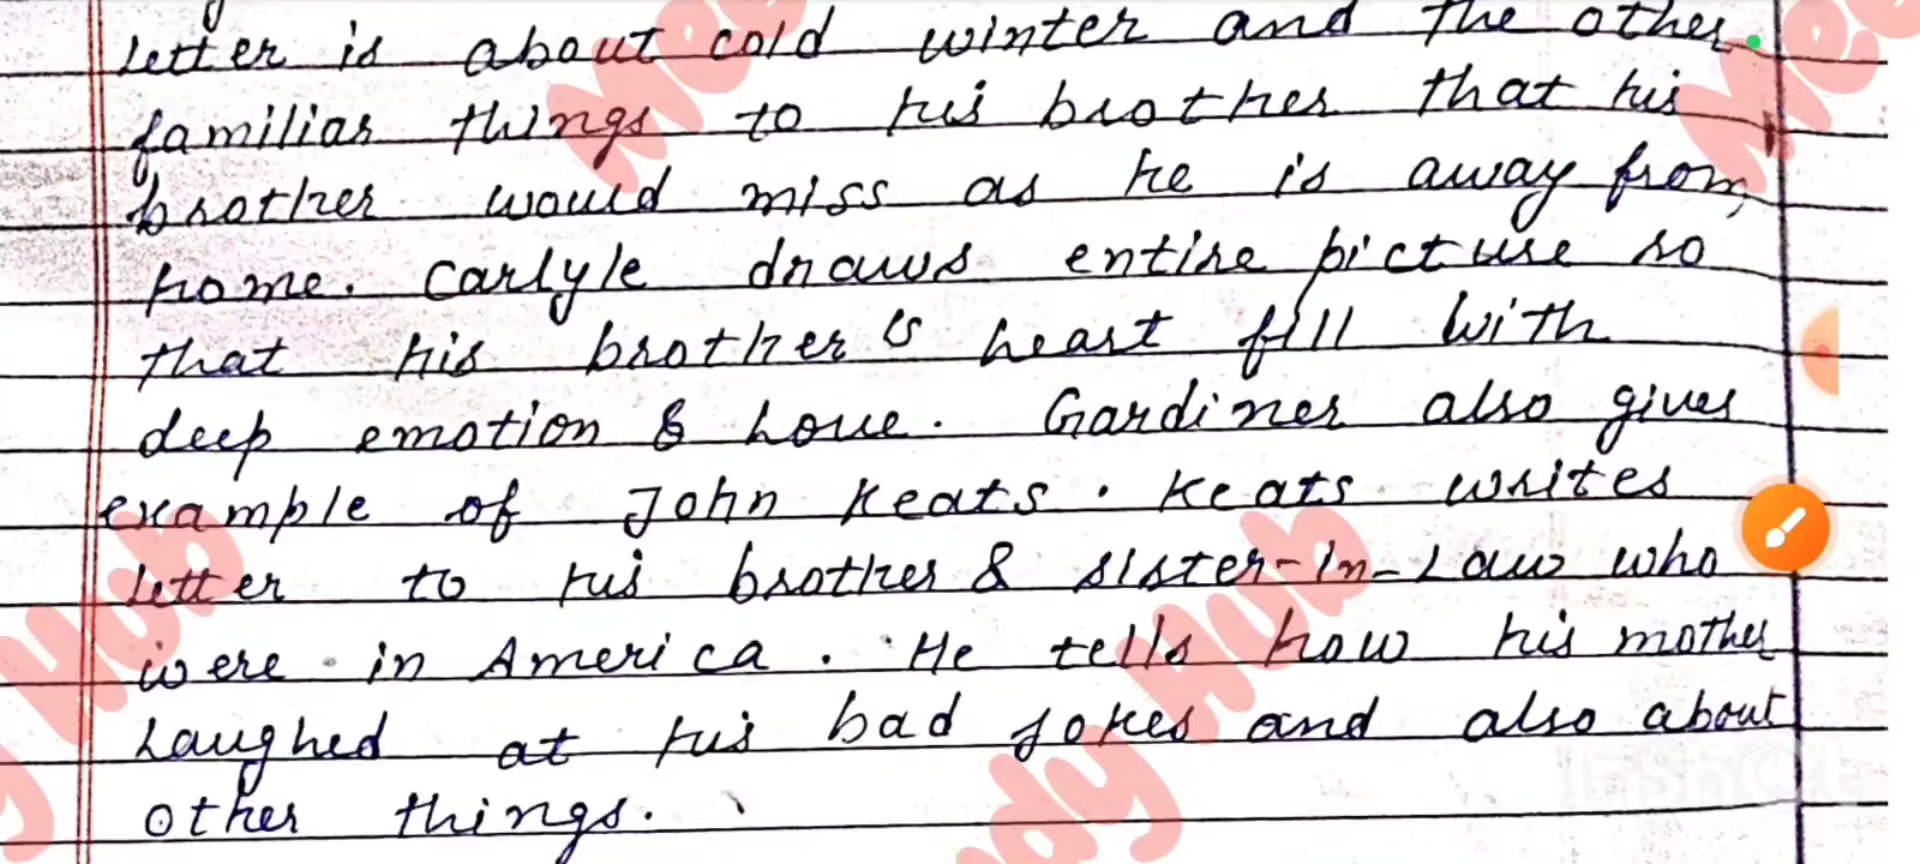 letter is about cold winter and the other
familiar things to his brother that his
brother would miss as he is away from
home. Carlyle draws entire picture so
that his brother's heart fill with
deep emotion & Love. Gardiner also gives
example of John Keats. Keats writes
letter to his brother & sister-in-Law who
were in America. He tells how his mother
Laughed at his bad jokes and also about
other things.